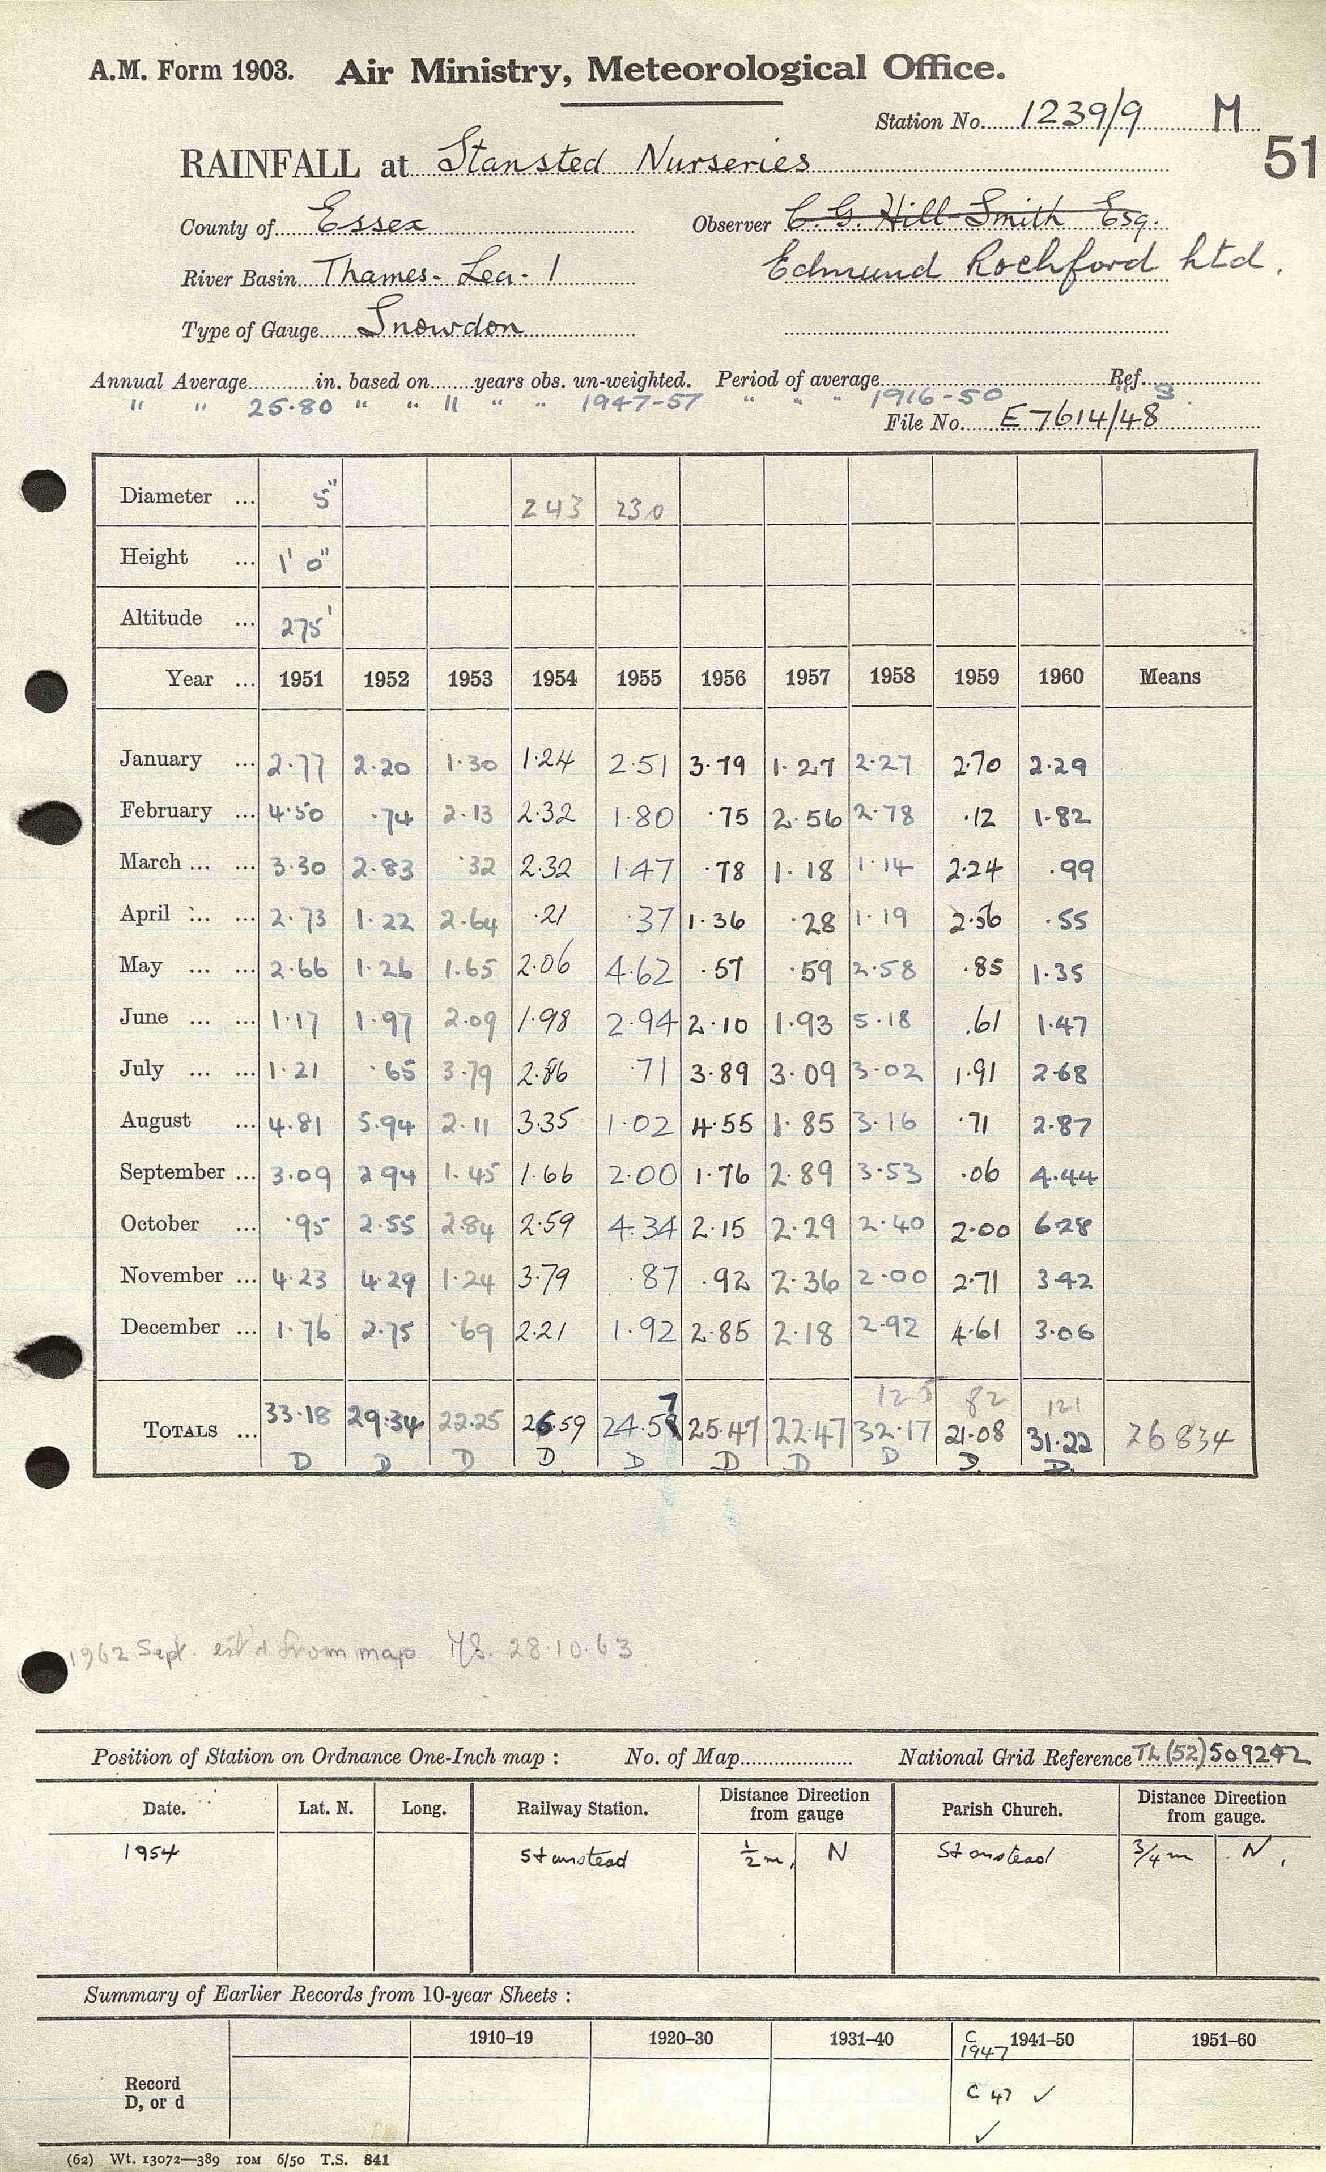 A.M. Form 1903. Air Ministry, Meteorological Office.
Station No. 1239/9 M
51
RAINFALL at Stansted Nurseries
County of Essex Observer C. G. Hill-Smith Esq.
River Basin Thames-Lea-1 Edmund Rochford Ltd.
Type of Gauge Snowdon
Annual Average in. based on years obs. un-weighted. Period of average Ref.
" " 25.80 " " 11 " " 1947-57 " " " 1916-50 " S.
File No. E7614/48
Diameter ... 5" 243 230
Height ... 1' 0"
Altitude ... 275'
Year ... 1951 1952 1953 1954 1955 1956 1957 1958 1959 1960 Means
January ... 2.77 2.20 1.30 1.24 2.51 3.79 1.27 2.27 2.70 2.29
February ... 4.50 .74 2.13 2.32 1.80 .75 2.56 2.78 .12 1.82
March ... ... 3.30 2.83 .32 2.32 1.47 .78 1.18 1.14 2.24 .99
April ... ... 2.73 1.22 2.64 .21 .37 1.36 .28 1.19 2.56 .55
May ... ... 2.66 1.26 1.65 2.06 4.62 .57 .59 2.58 .85 1.35
June ... ... 1.17 1.97 2.09 1.98 2.94 2.10 1.93 5.18 .61 1.47
July ... ... 1.21 .65 3.79 2.86 .71 3.89 3.09 3.02 1.91 2.68
August ... 4.81 5.94 2.11 3.35 1.02 4.55 1.85 3.16 .71 2.87
September ... 3.09 2.94 1.45 1.66 2.00 1.76 2.89 3.53 .06 4.44
October ... .95 2.55 2.84 2.59 4.34 2.15 2.29 2.40 2.00 6.28
November ... 4.23 4.29 1.24 3.79 .87 .92 2.36 2.00 2.71 3.42
December ... 1.76 2.75 .69 2.21 1.92 2.85 2.18 2.92 4.61 3.06
125 82 121
TOTALS ... 33.18 29.34 22.25 26.59 24.57 25.47 22.47 32.17 21.08 31.22 26834
D D D D. D D D D D. D.
1962 Sept. est'd from map. 28.10.63
Position of Station on Ordnance One-Inch map : No. of Map National Grid Reference TL (52) 509242
Date. Lat. N. Long. Railway Station. Distance Direction from gauge Parish Church. Distance Direction from gauge.
1954 Stanstead ½ m, N Stanstead 3/4 m N,
Summary of Earlier Records from 10-year Sheets :
1910–19 1920–30 1931–40 C 1947 1941–50 1951–60
Record
D, or d C 47 ✓
✓
(62) Wt. 13072—389 10M 6/50 T.S. 841